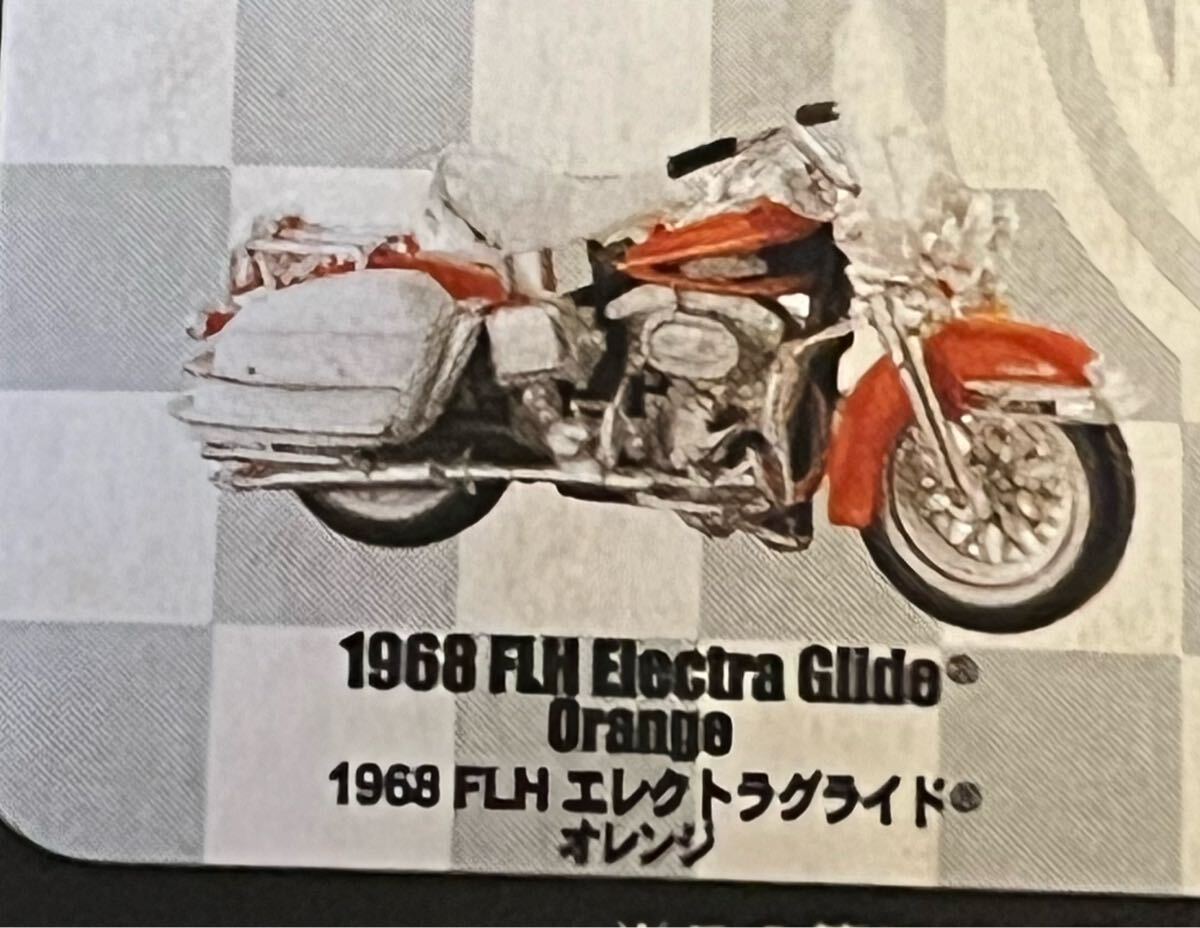 1968 FLH Electra Glide®
Orange
1968 FLH エレクトラグライド®
オレンジ